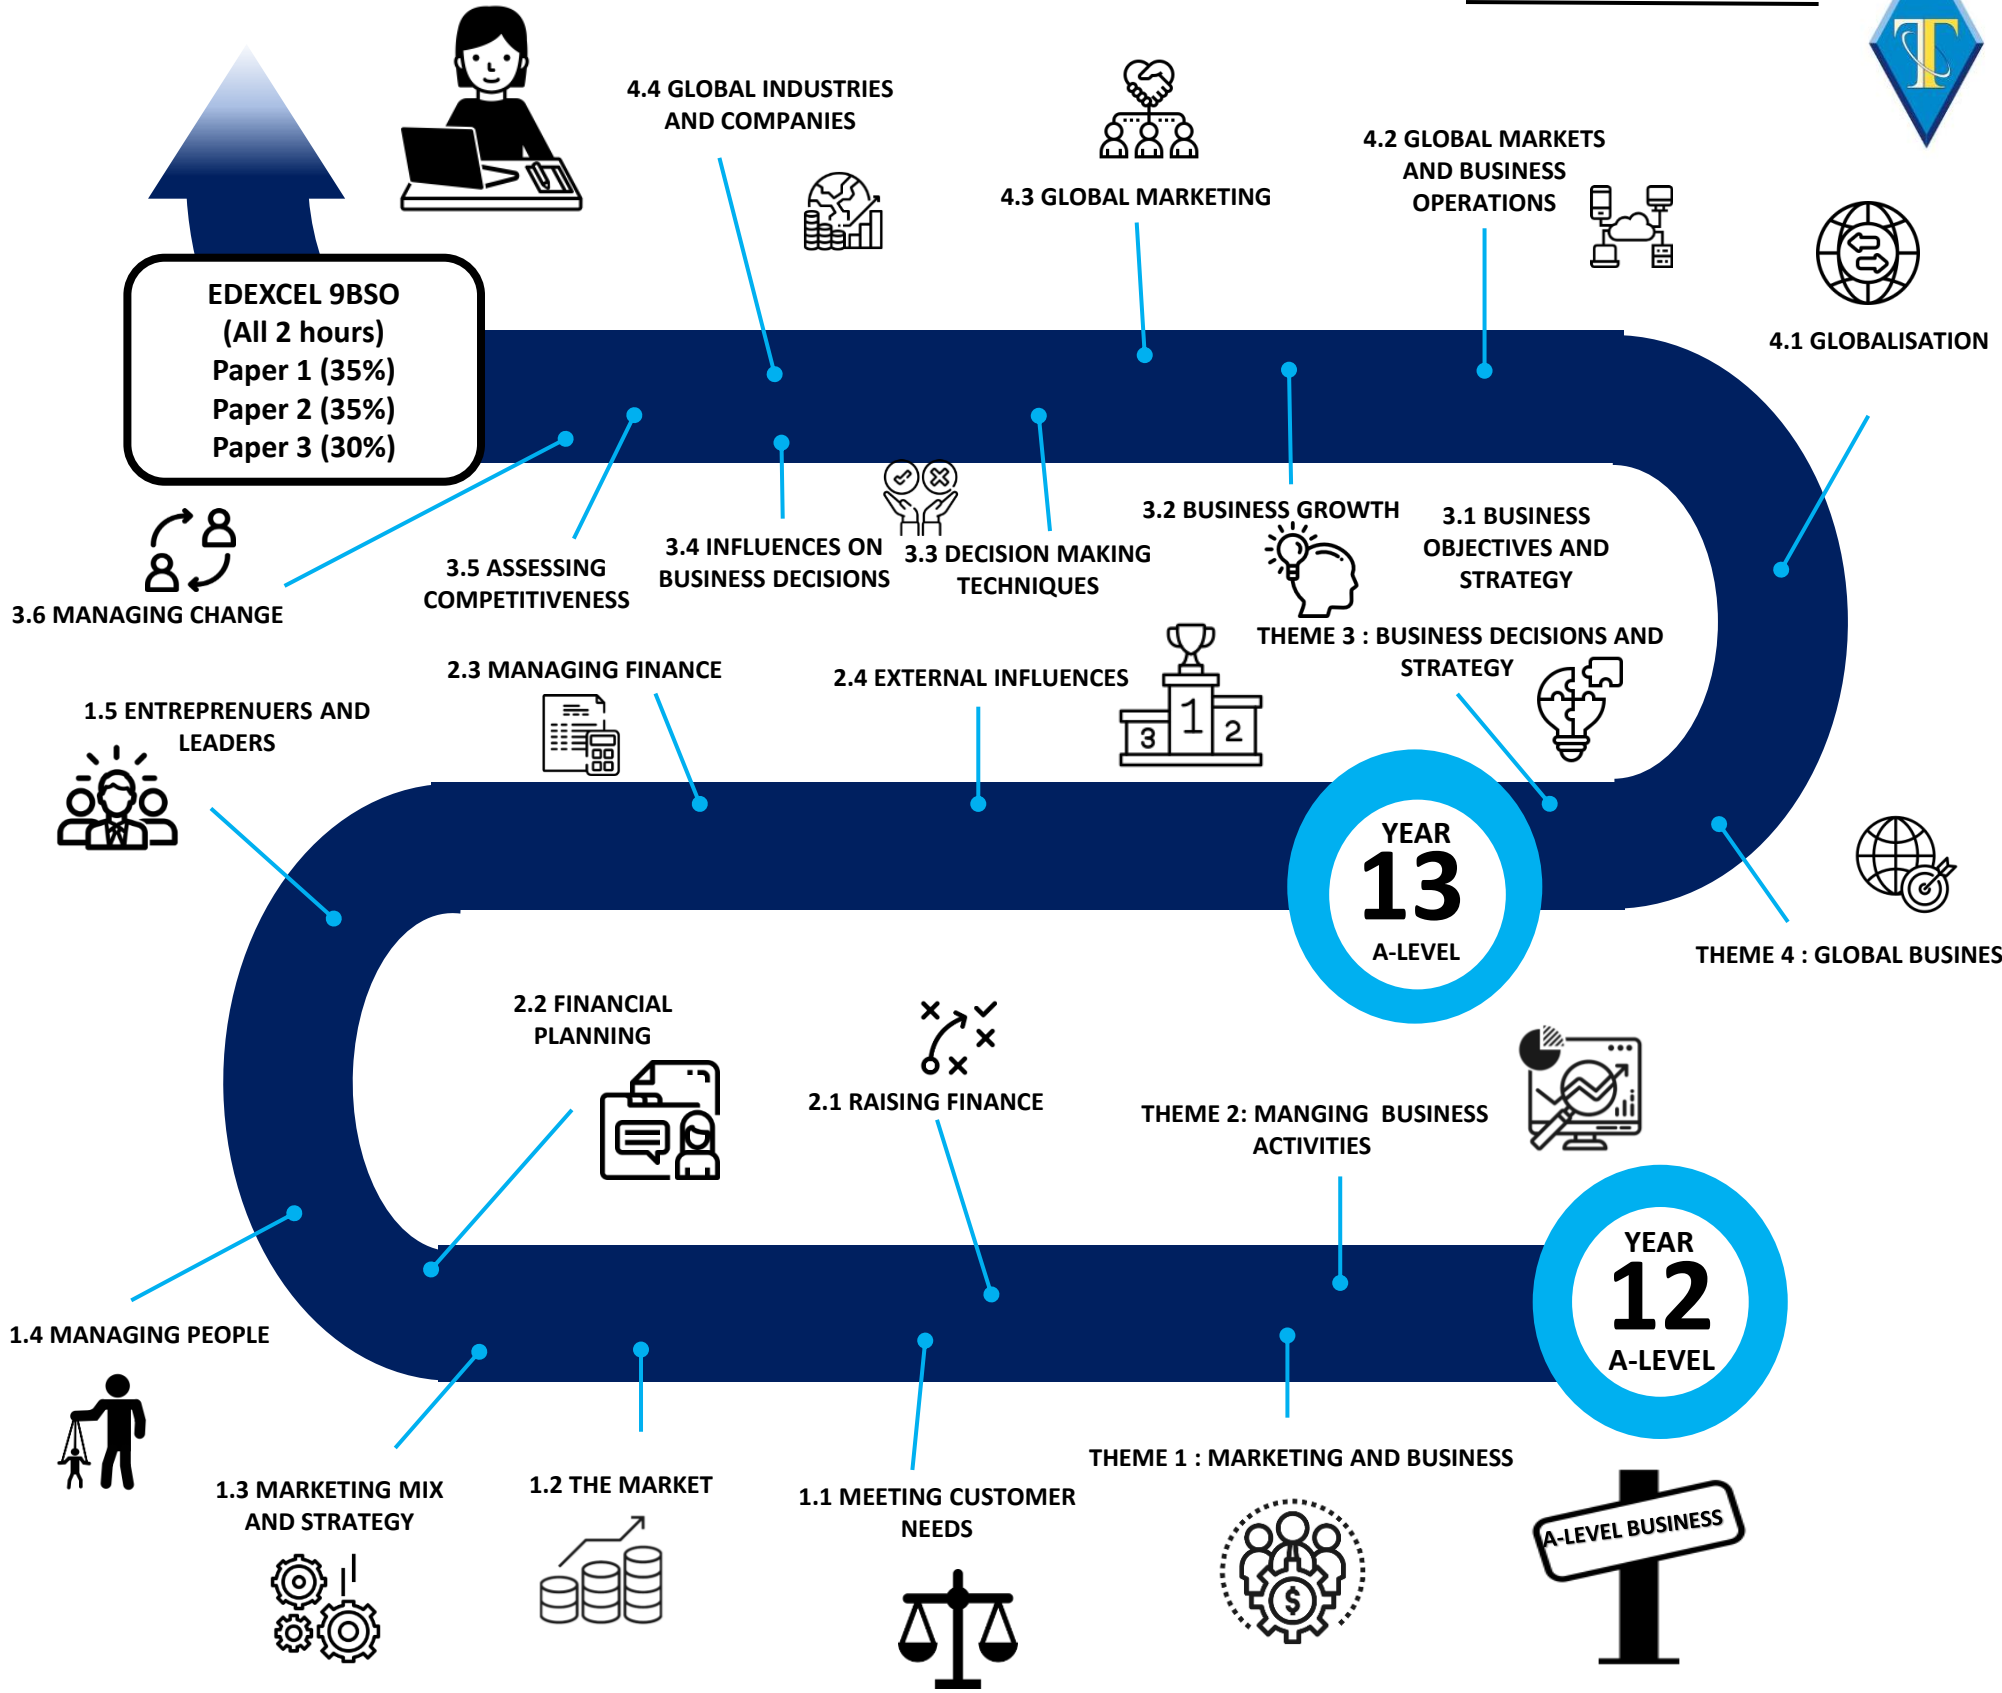 4.4 GLOBAL INDUSTRIES
AND COMPANIES
4.3 GLOBAL MARKETING
4.2 GLOBAL MARKETS
AND BUSINESS
OPERATIONS
T
4.1 GLOBALISATION
EDEXCEL 9BSO
(All 2 hours)
Paper 1 (35%)
Paper 2 (35%)
Paper 3 (30%)
3.6 MANAGING CHANGE
3.5 ASSESSING
COMPETITIVENESS
3.4 INFLUENCES ON
BUSINESS DECISIONS
3.3 DECISION MAKING
TECHNIQUES
3.2 BUSINESS GROWTH
3.1 BUSINESS
OBJECTIVES AND
STRATEGY
THEME 3 : BUSINESS DECISIONS AND
STRATEGY
1.5 ENTREPRENUERS AND
LEADERS
2.3 MANAGING FINANCE
2.4 EXTERNAL INFLUENCES
3
1
2
YEAR
13
A-LEVEL
THEME 4 : GLOBAL BUSINES
2.2 FINANCIAL
PLANNING
2.1 RAISING FINANCE
THEME 2: MANGING  BUSINESS
ACTIVITIES
YEAR
12
A-LEVEL
1.4 MANAGING PEOPLE
1.3 MARKETING MIX
AND STRATEGY
1.2 THE MARKET
1.1 MEETING CUSTOMER
NEEDS
THEME 1 : MARKETING AND BUSINESS
$
A-LEVEL BUSINESS